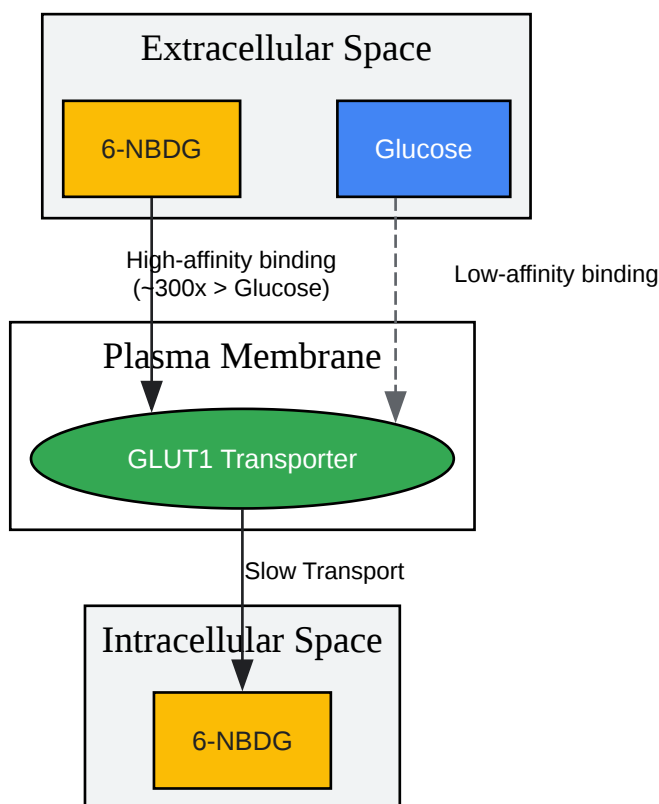 Extracellular Space
6-NBDG
Glucose
High-affinity binding
(~300x > Glucose)
Low-affinity binding
Plasma Membrane
GLUT1 Transporter
Slow Transport
Intracellular Space
6-NBDG